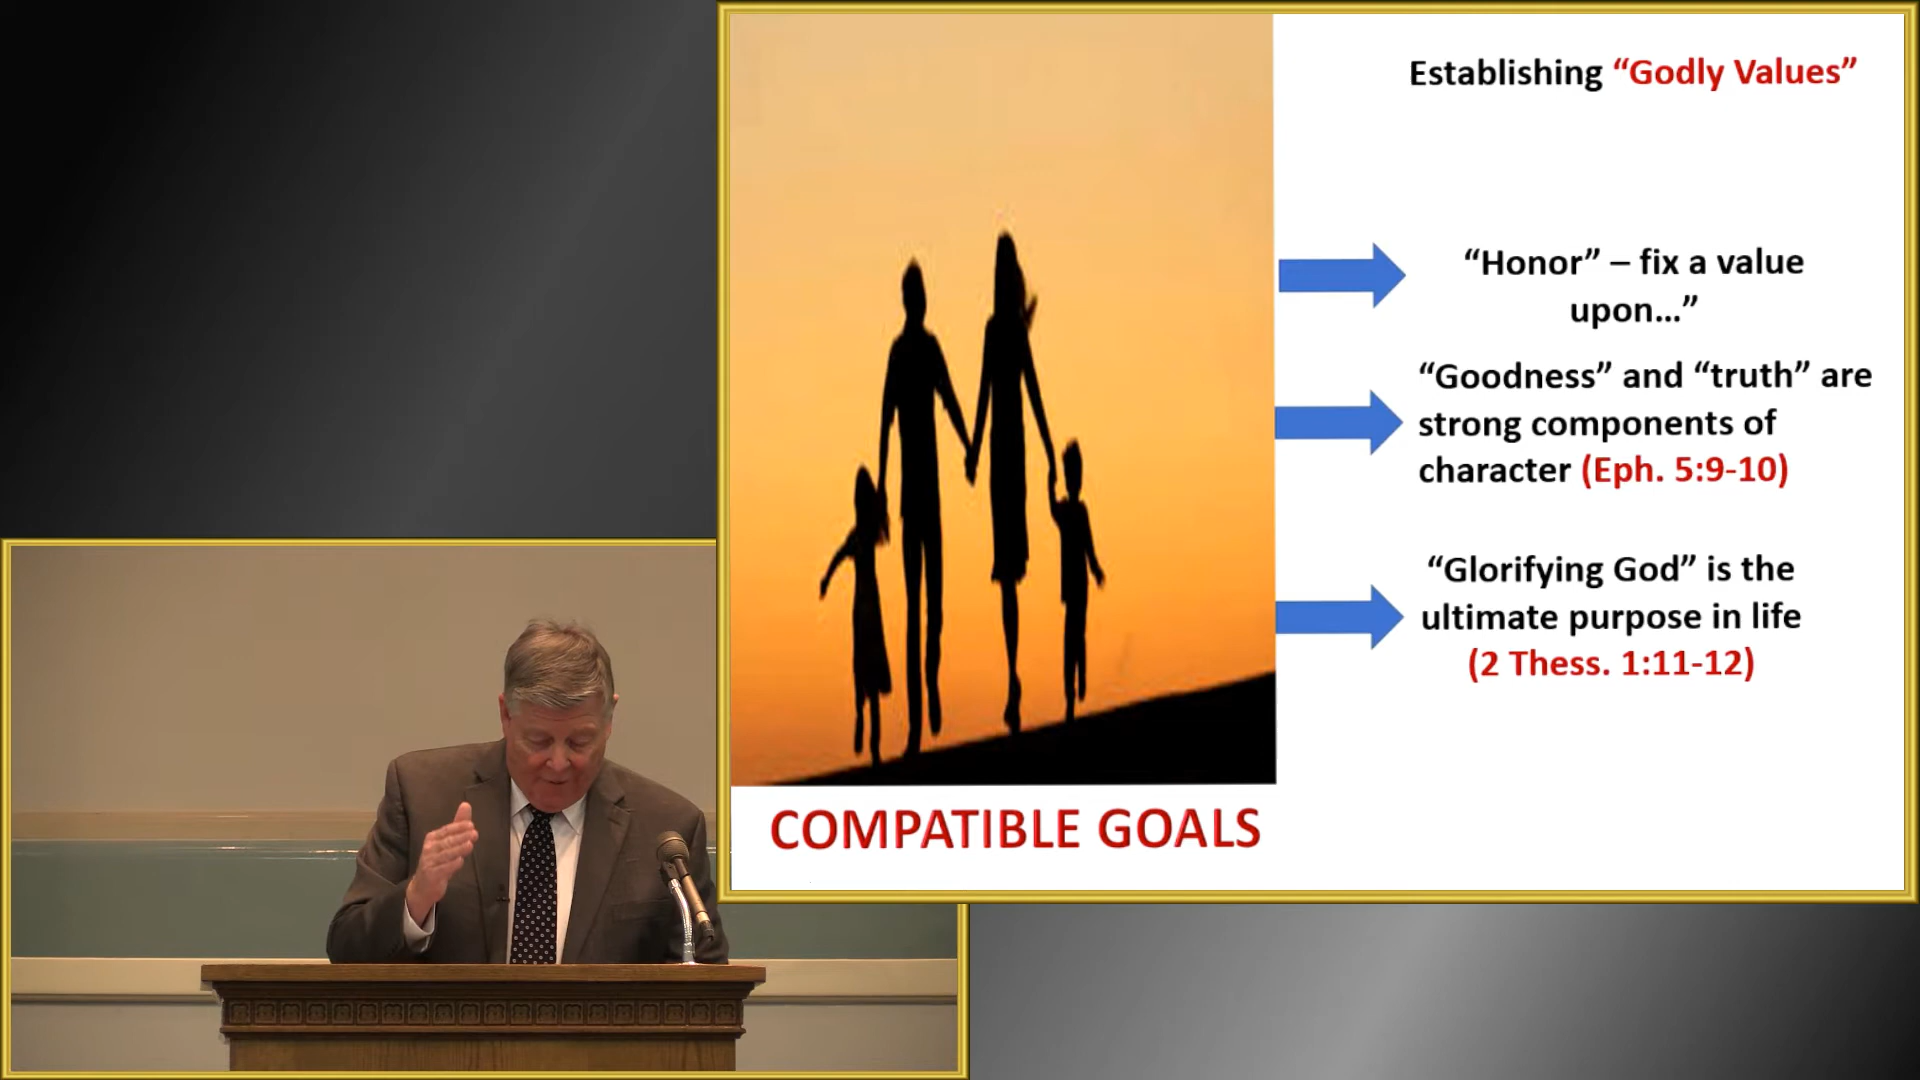 Establishing “Godly Values”
“Honor” – fix a value
upon...”
“Goodness” and “truth” are
strong components of
character (Eph. 5:9-10)
“Glorifying God” is the
ultimate purpose in life
(2 Thess. 1:11-12)
COMPATIBLE GOALS